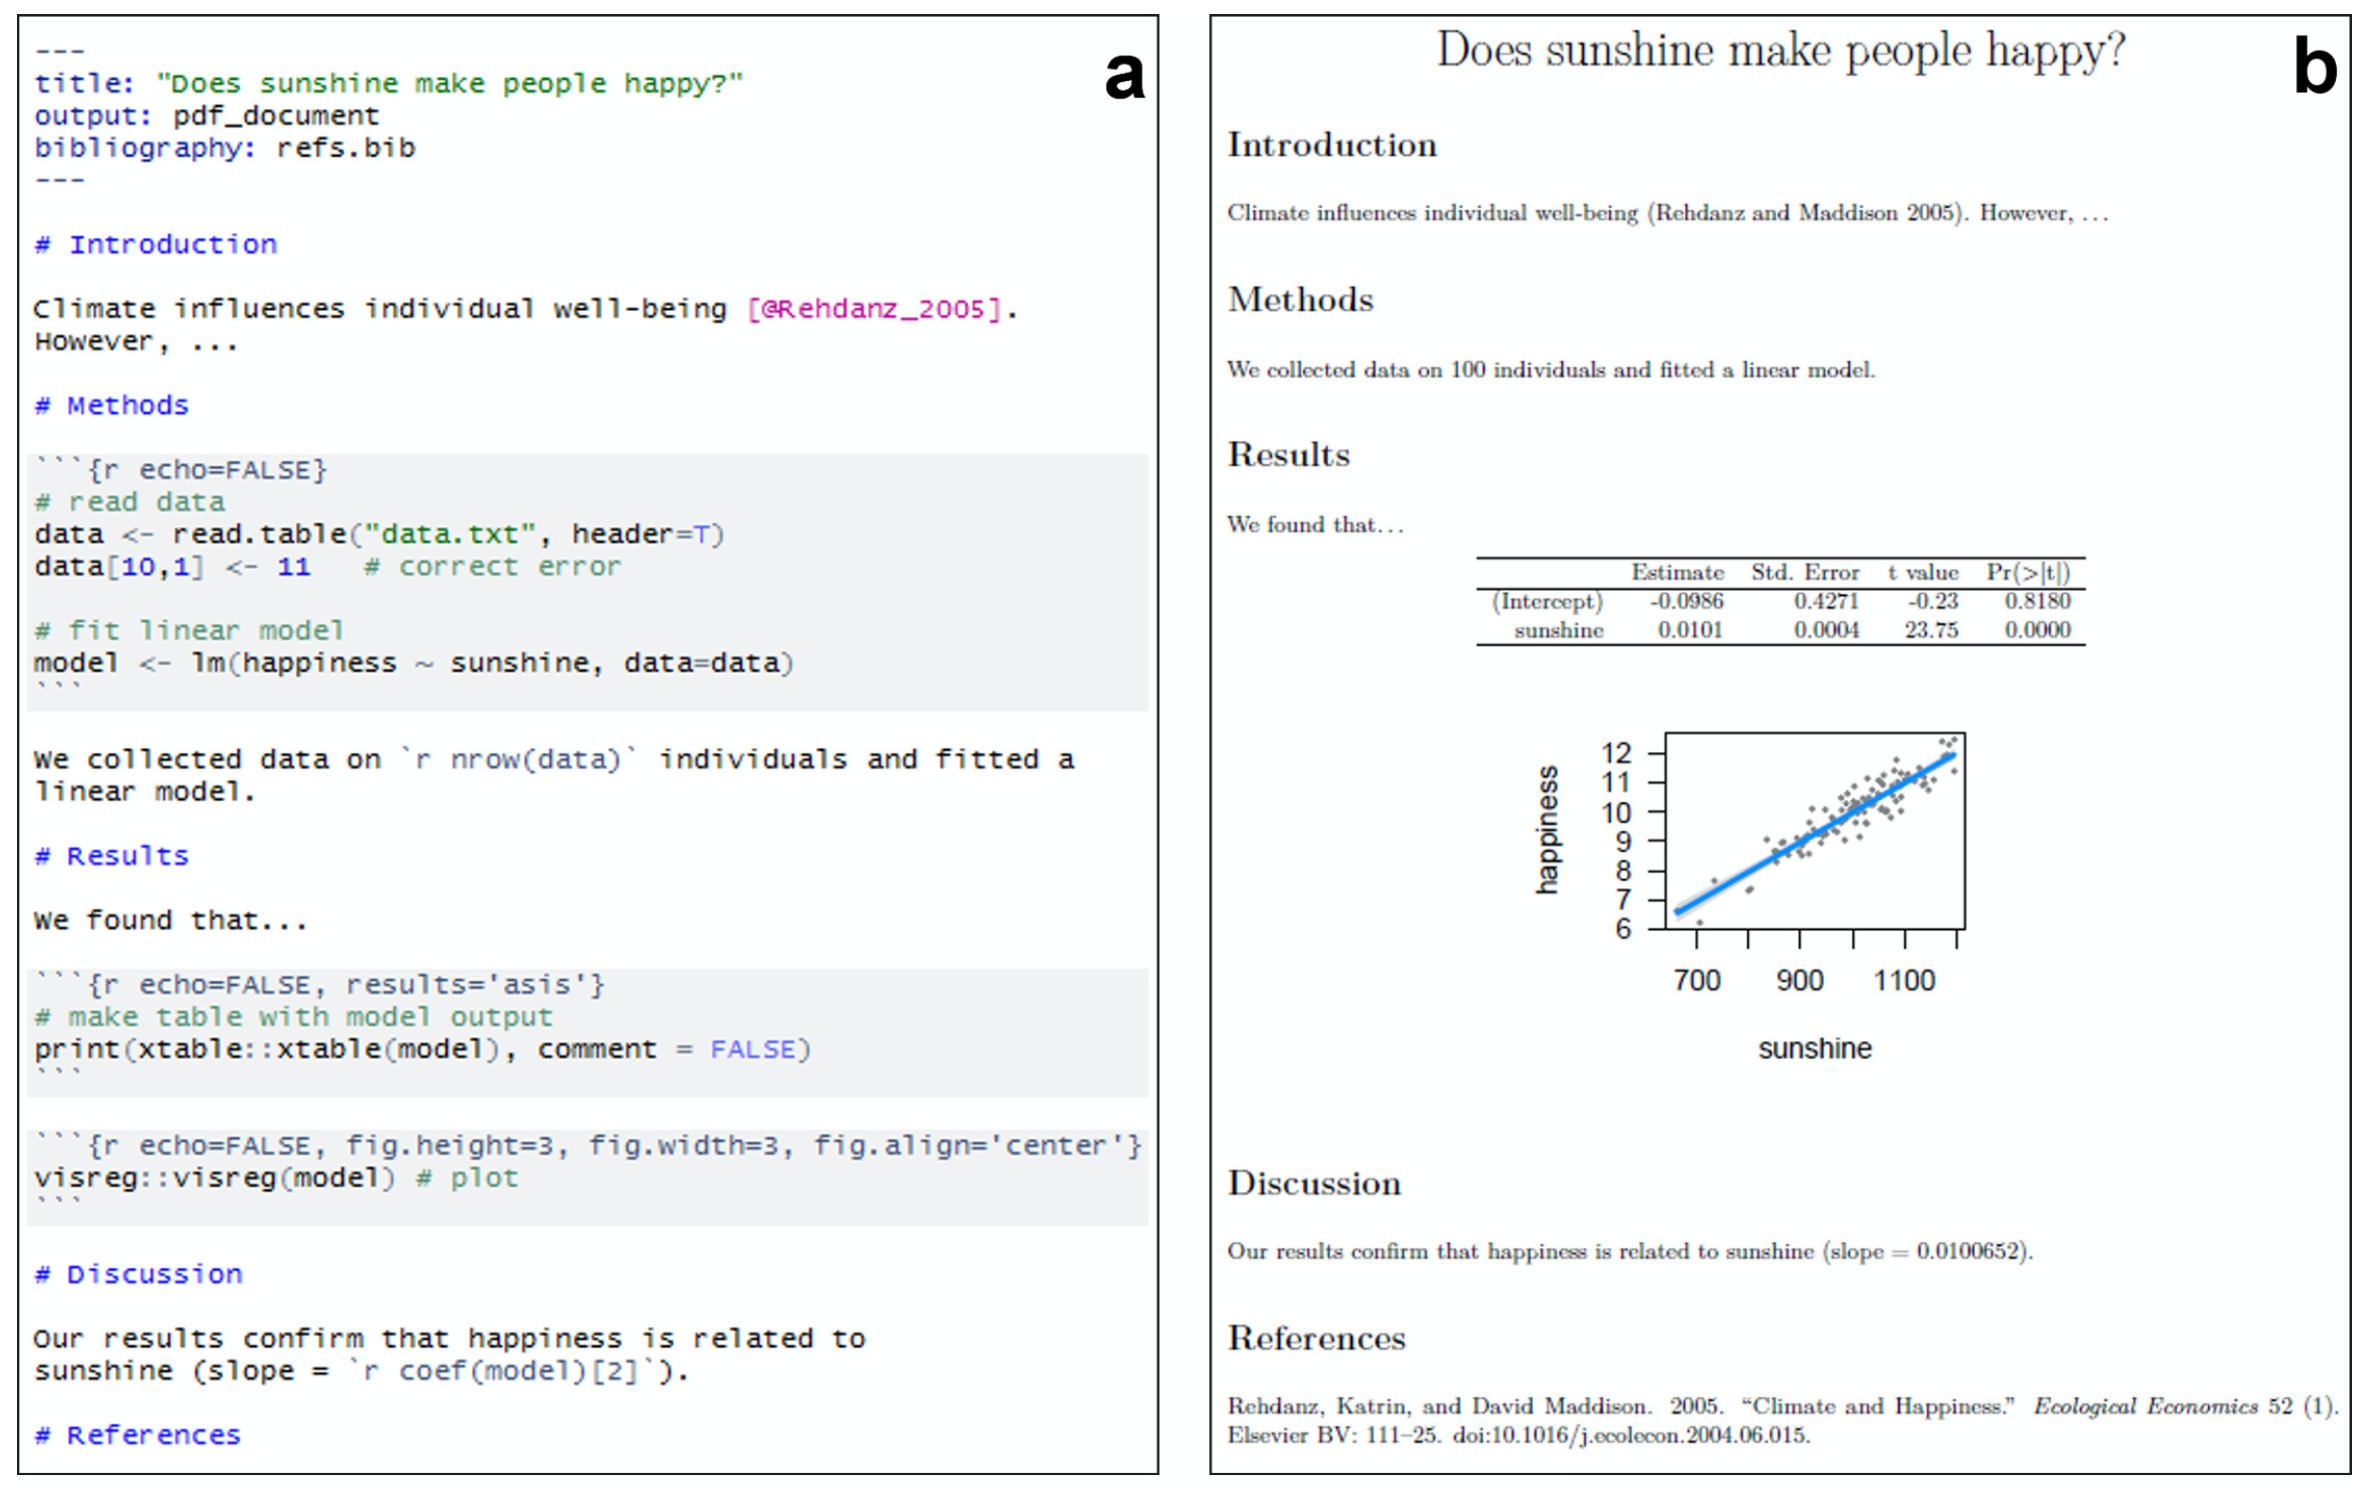 a
---
title: "Does sunshine make people happy?"
output: pdf_document
bibliography: refs.bib
---
# Introduction
Climate influences individual well-being [@Rehdanz_2005].
However, ...
# Methods
```{r echo=FALSE}
# read data
data <- read.table("data.txt", header=T)
data[10,1] <- 11   # correct error
# fit linear model
model <- lm(happiness ~ sunshine, data=data)
```
We collected data on `r nrow(data)` individuals and fitted a
linear model.
# Results
We found that...
```{r echo=FALSE, results='asis'}
# make table with model output
print(xtable::xtable(model), comment = FALSE)
```
```{r echo=FALSE, fig.height=3, fig.width=3, fig.align='center'}
visreg::visreg(model) # plot
```
# Discussion
Our results confirm that happiness is related to
sunshine (slope = `r coef(model)[2]`).
# References
b
Does sunshine make people happy?
Introduction
Climate influences individual well-being (Rehdanz and Maddison 2005). However, ...
Methods
We collected data on 100 individuals and fitted a linear model.
Results
We found that...
Estimate Std. Error t value Pr(>|t|)
(Intercept) -0.0986 0.4271 -0.23 0.8180
sunshine 0.0101 0.0004 23.75 0.0000
happiness
12
11
10
9
8
7
6
700 900 1100
sunshine
Discussion
Our results confirm that happiness is related to sunshine (slope = 0.0100652).
References
Rehdanz, Katrin, and David Maddison. 2005. “Climate and Happiness.” Ecological Economics 52 (1).
Elsevier BV: 111–25. doi:10.1016/j.ecolecon.2004.06.015.